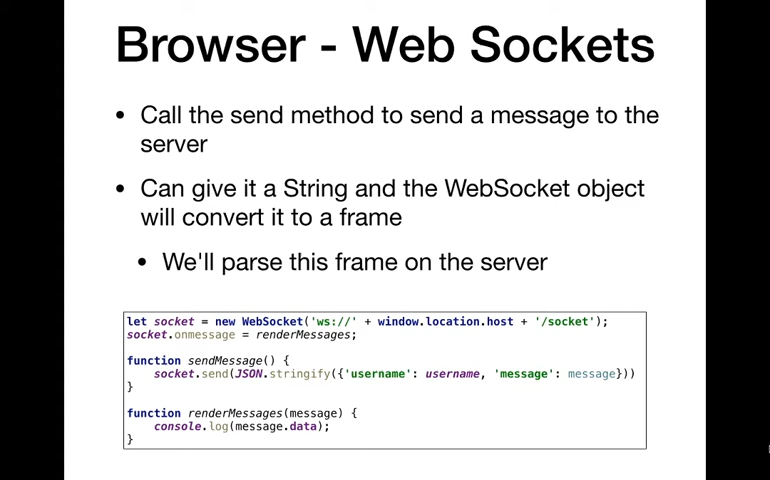 Browser - Web Sockets
• Call the send method to send a message to the
server
• Can give it a String and the WebSocket object
will convert it to a frame
• We'll parse this frame on the server
let socket = new WebSocket('ws://' + window.location.host + '/socket');
socket.onmessage = renderMessages;
function sendMessage() {
socket.send(JSON.stringify({'username': username, 'message': message}))
}
function renderMessages(message) {
console.log(message.data);
}